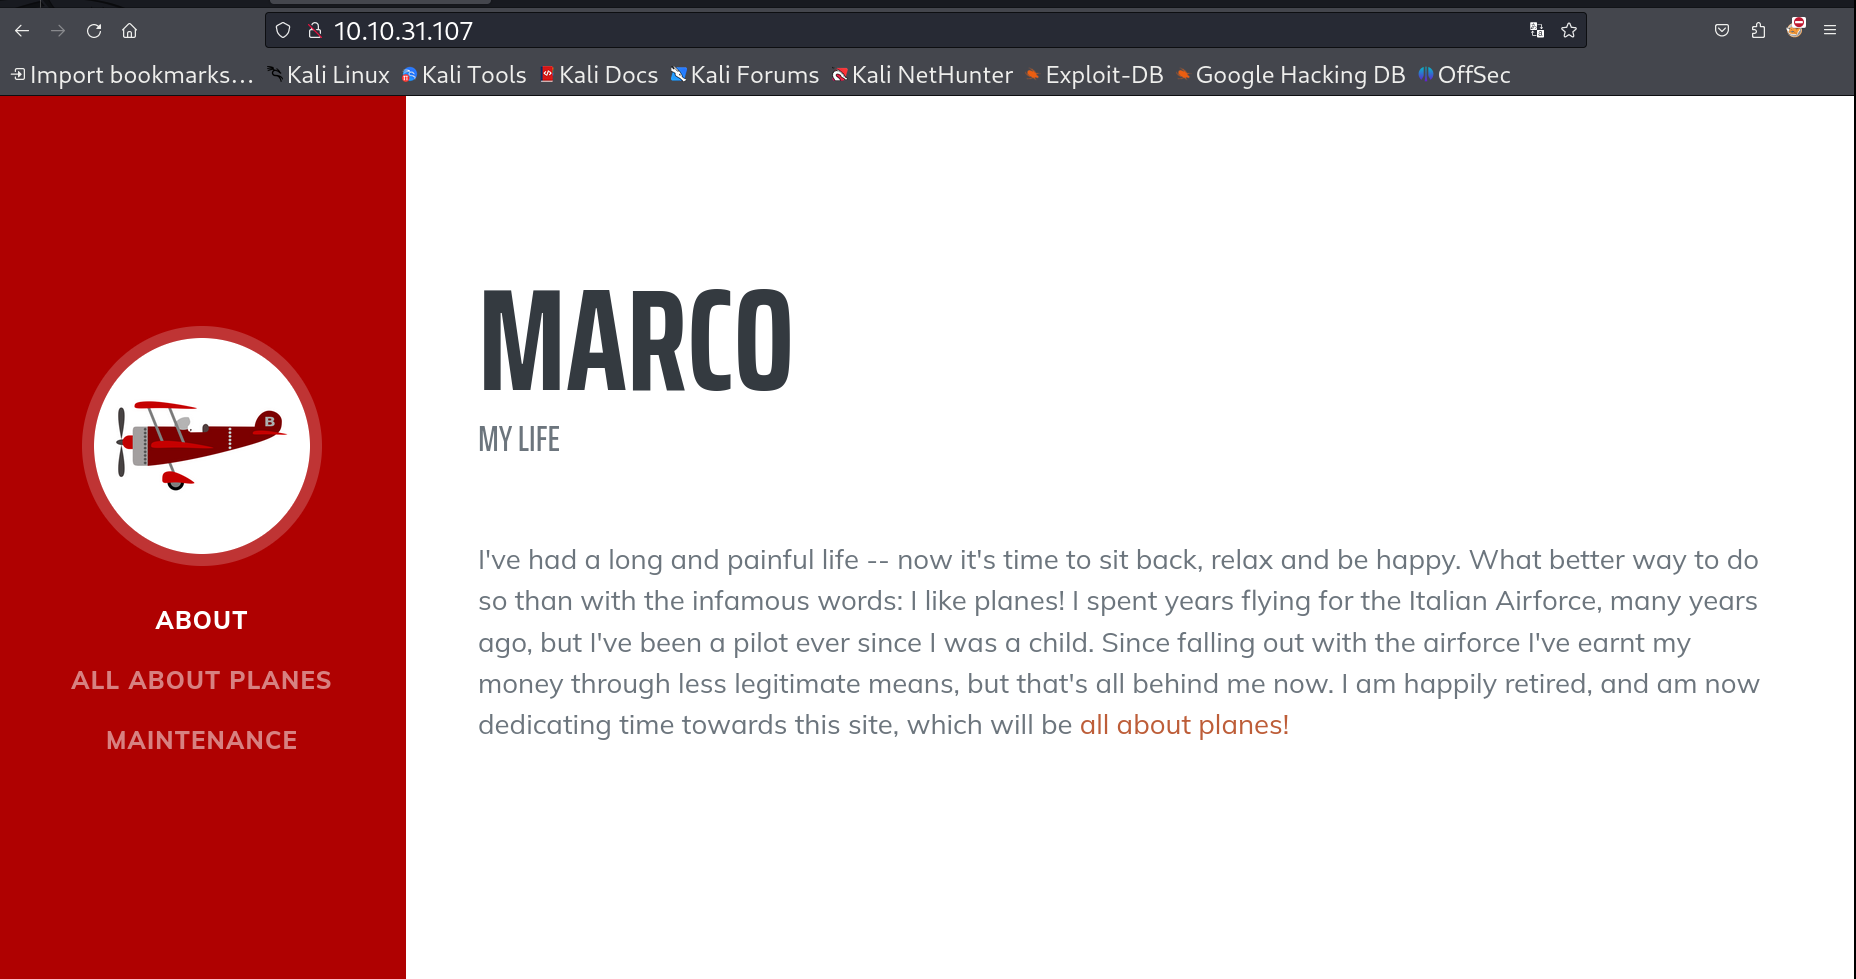 10.10.31.107
Import bookmarks... Kali Linux Kali Tools Kali Docs Kali Forums Kali NetHunter Exploit-DB Google Hacking DB OffSec
B
ABOUT
ALL ABOUT PLANES
MAINTENANCE
MARCO
MY LIFE
I've had a long and painful life -- now it's time to sit back, relax and be happy. What better way to do
so than with the infamous words: I like planes! I spent years flying for the Italian Airforce, many years
ago, but I've been a pilot ever since I was a child. Since falling out with the airforce I've earnt my
money through less legitimate means, but that's all behind me now. I am happily retired, and am now
dedicating time towards this site, which will be all about planes!